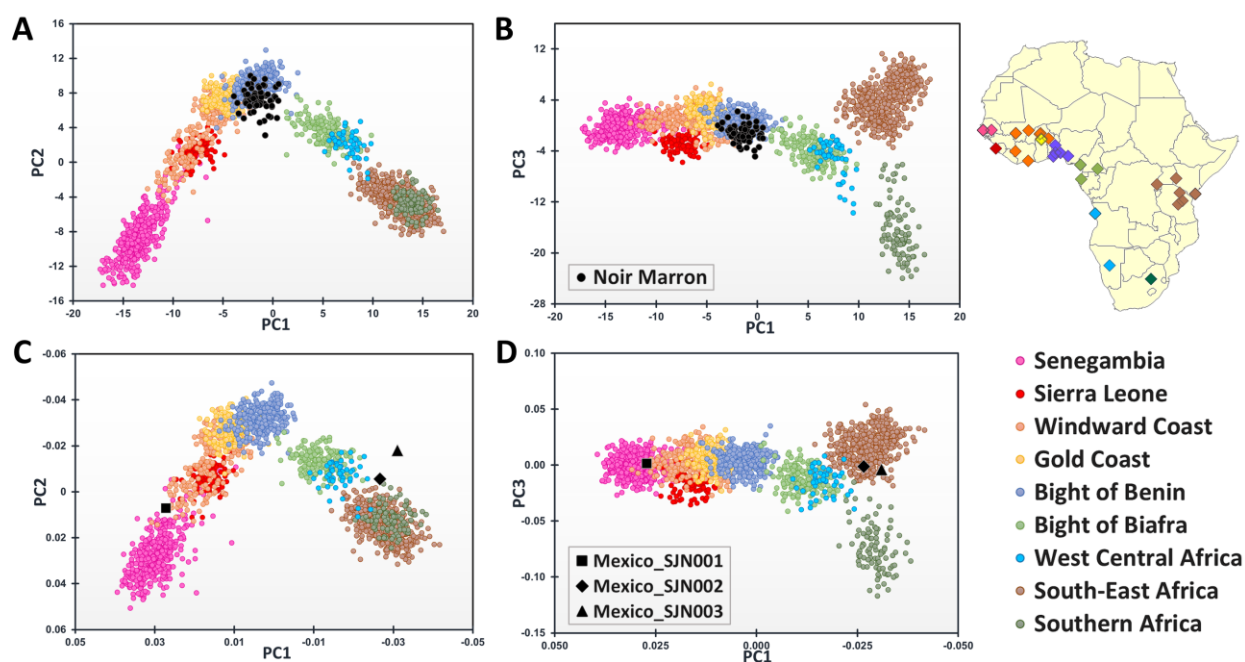 A
16
12
8
4
0
-4
-8
-12
-16
PC2
-20 -15 -10 -5 0 5 10 15 20
PC1
B
12
4
-4
-12
-20
-28
PC3
Noir Marron
-20 -15 -10 -5 0 5 10 15 20
PC1
C
-0.06
-0.04
-0.02
0
0.02
0.04
0.06
PC2
0.05 0.03 0.01 -0.01 -0.03 -0.05
PC1
D
0.10
0.05
0.00
-0.05
-0.10
-0.15
PC3
Mexico_SJN001
Mexico_SJN002
Mexico_SJN003
0.050 0.025 0.000 -0.025 -0.050
PC1
Senegambia
Sierra Leone
Windward Coast
Gold Coast
Bight of Benin
Bight of Biafra
West Central Africa
South-East Africa
Southern Africa